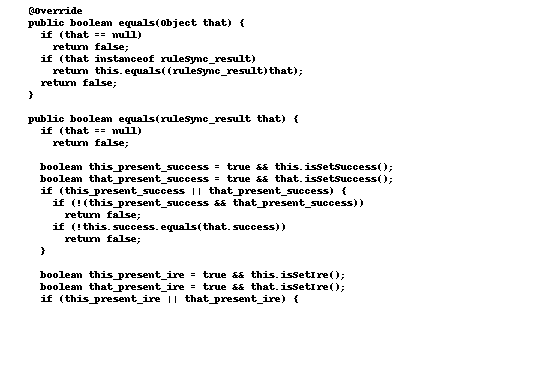 @Override
public boolean equals(Object that) {
if (that == null)
return false;
if (that instanceof ruleSync_result)
return this.equals((ruleSync_result)that);
return false;
}
public boolean equals(ruleSync_result that) {
if (that == null)
return false;
boolean this_present_success = true && this.isSetSuccess();
boolean that_present_success = true && that.isSetSuccess();
if (this_present_success || that_present_success) {
if (!(this_present_success && that_present_success))
return false;
if (!this.success.equals(that.success))
return false;
}
boolean this_present_ire = true && this.isSetIre();
boolean that_present_ire = true && that.isSetIre();
if (this_present_ire || that_present_ire) {